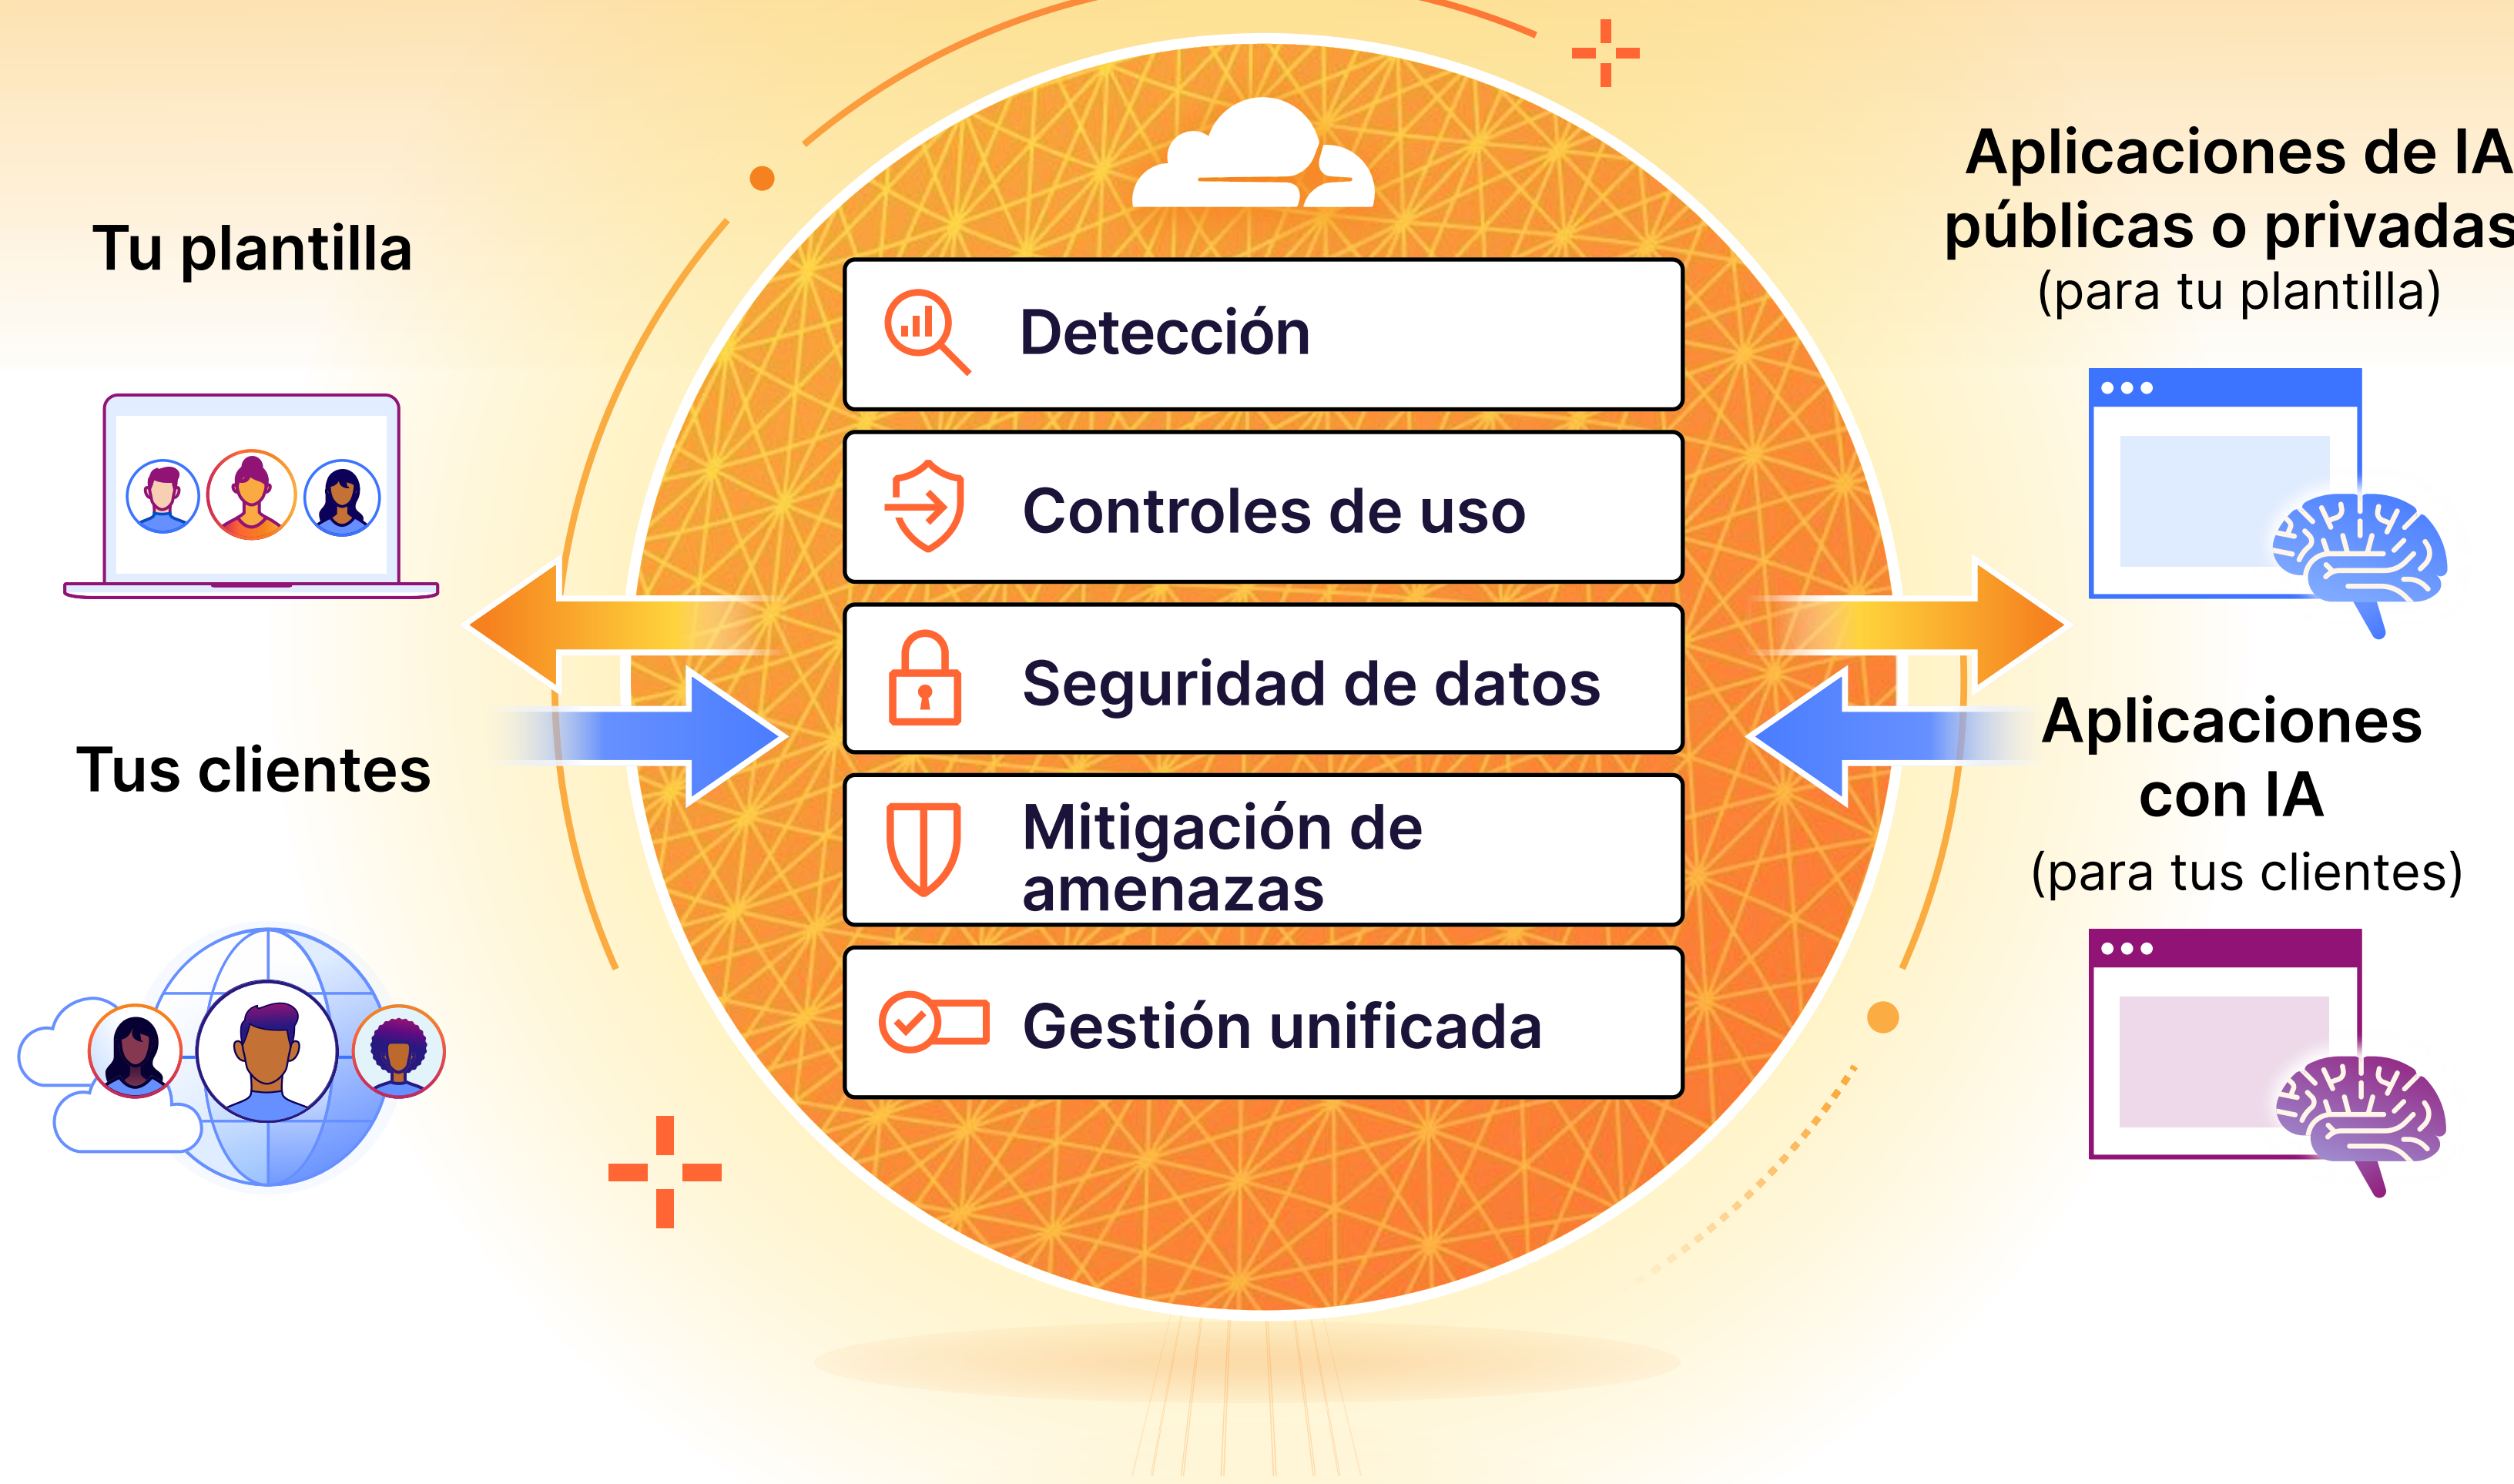 Tu plantilla
Tus clientes
Detección
Controles de uso
Seguridad de datos
Mitigación de
amenazas
Gestión unificada
Aplicaciones de IA
públicas o privadas
(para tu plantilla)
Aplicaciones
con IA
(para tus clientes)